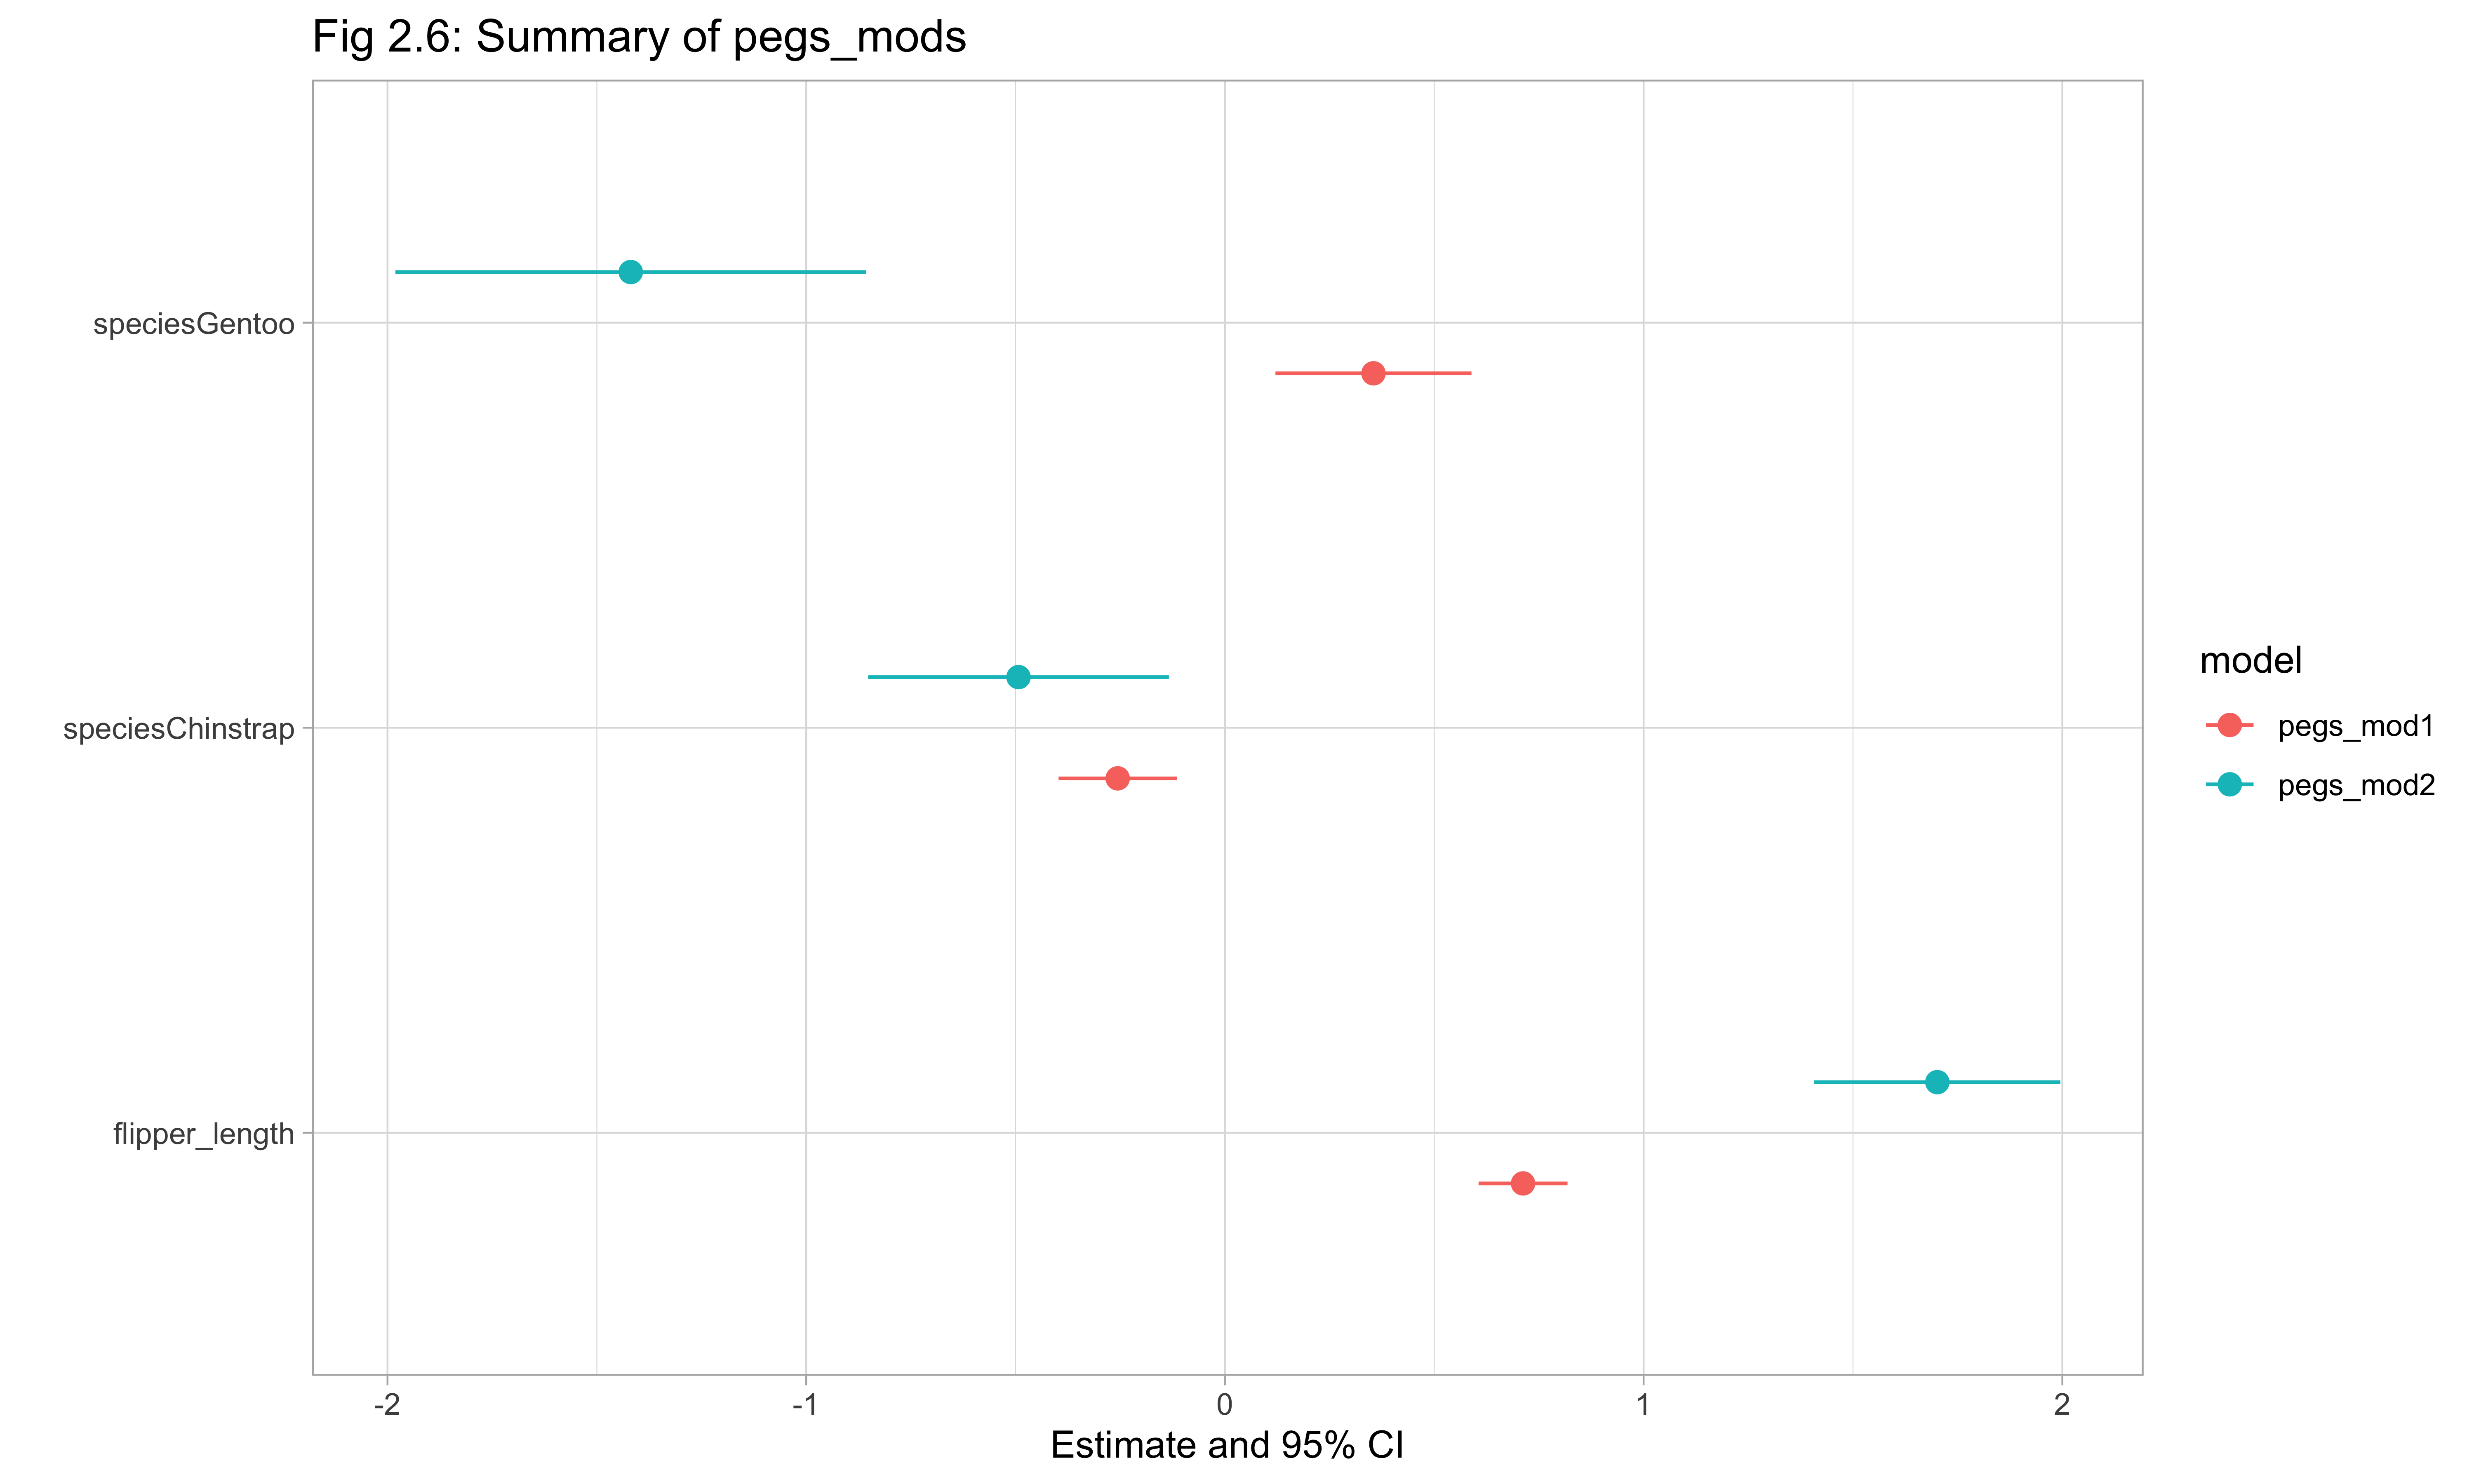 Fig 2.6: Summary of pegs_mods
speciesGentoo
speciesChinstrap
flipper_length
-2 -1 0 1 2
Estimate and 95% CI
model
pegs_mod1
pegs_mod2